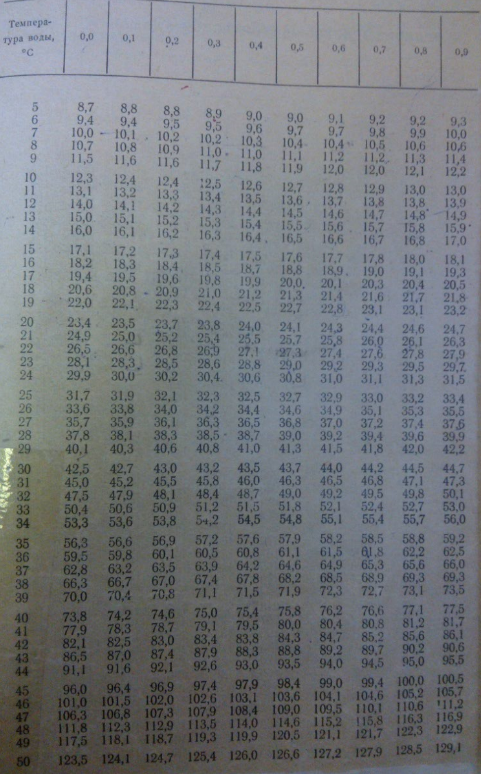 Темпера-
тура воды, 0,0 0,1 0,2 0,3 0,4 0,5 0,6 0,7 0,8 0,9
°С
5 8,7 8,8 8,8 8,9 9,0 9,0 9,1 9,2 9,2 9,3
6 9,4 9,4 9,5 9,5 9,6 9,7 9,7 9,8 9,9 10,0
7 10,0 10,1 10,2 10,2 10,3 10,4 10,4 10,5 10,6 10,6
8 10,7 10,8 10,9 11,0 11,0 11,1 11,2 11,2 11,3 11,4
9 11,5 11,6 11,6 11,7 11,8 11,9 12,0 12,0 12,1 12,2
10 12,3 12,4 12,4 12,5 12,6 12,7 12,8 12,9 13,0 13,0
11 13,1 13,2 13,3 13,4 13,5 13,6 13,7 13,8 13,8 13,9
12 14,0 14,1 14,2 14,3 14,4 14,5 14,6 14,7 14,8 14,9
13 15,0 15,1 15,2 15,3 15,4 15,5 15,6 15,7 15,8 15,9
14 16,0 16,1 16,2 16,3 16,4 16,5 16,6 16,7 16,8 17,0
15 17,1 17,2 17,3 17,4 17,5 17,6 17,7 17,8 18,0 18,1
16 18,2 18,3 18,4 18,5 18,7 18,8 18,9 19,0 19,1 19,3
17 19,4 19,5 19,6 19,8 19,9 20,0 20,1 20,3 20,4 20,5
18 20,6 20,8 20,9 21,0 21,2 21,3 21,4 21,6 21,7 21,8
19 22,0 22,1 22,3 22,4 22,5 22,7 22,8 23,1 23,1 23,2
20 23,4 23,5 23,7 23,8 24,0 24,1 24,3 24,4 24,6 24,7
21 24,9 25,0 25,2 25,4 25,5 25,7 25,8 26,0 26,1 26,3
22 26,5 26,6 26,8 26,9 27,1 27,3 27,4 27,6 27,8 27,9
23 28,1 28,3 28,5 28,6 28,8 29,0 29,2 29,3 29,5 29,7
24 29,9 30,0 30,2 30,4 30,6 30,8 31,0 31,1 31,3 31,5
25 31,7 31,9 32,1 32,3 32,5 32,7 32,9 33,0 33,2 33,4
26 33,6 33,8 34,0 34,2 34,4 34,6 34,9 35,1 35,3 35,5
27 35,7 35,9 36,1 36,3 36,5 36,8 37,0 37,2 37,4 37,6
28 37,8 38,1 38,3 38,5 38,7 39,0 39,2 39,4 39,6 39,9
29 40,1 40,3 40,6 40,8 41,0 41,3 41,5 41,8 42,0 42,2
30 42,5 42,7 43,0 43,2 43,5 43,7 44,0 44,2 44,5 44,7
31 45,0 45,2 45,5 45,8 46,0 46,3 46,5 46,8 47,1 47,3
32 47,5 47,9 48,1 48,4 48,7 49,0 49,2 49,5 49,8 50,1
33 50,4 50,6 50,9 51,2 51,5 51,8 52,1 52,4 52,7 53,0
34 53,3 53,6 53,8 54,2 54,5 54,8 55,1 55,4 55,7 56,0
35 56,3 56,6 56,9 57,2 57,6 57,9 58,2 58,5 58,8 59,2
36 59,5 59,8 60,1 60,5 60,8 61,1 61,5 61,8 62,2 62,5
37 62,8 63,2 63,5 63,9 64,2 64,6 64,9 65,3 65,6 66,0
38 66,3 66,7 67,0 67,4 67,8 68,2 68,5 68,9 69,3 69,3
39 70,0 70,4 70,8 71,1 71,5 71,9 72,3 72,7 73,1 73,5
40 73,8 74,2 74,6 75,0 75,4 75,8 76,2 76,6 77,1 77,5
41 77,9 78,3 78,7 79,1 79,5 80,0 80,4 80,8 81,2 81,7
42 82,1 82,5 83,0 83,4 83,8 84,3 84,7 85,2 85,6 86,1
43 86,5 87,0 87,4 87,9 88,3 88,8 89,2 89,7 90,2 90,6
44 91,1 91,6 92,1 92,6 93,0 93,5 94,0 94,5 95,0 95,5
45 96,0 96,4 96,9 97,4 97,9 98,4 99,0 99,4 100,0 100,5
46 101,0 101,5 102,0 102,6 103,1 103,6 104,1 104,6 105,2 105,7
47 106,3 106,8 107,3 107,9 108,4 109,0 109,5 110,1 110,6 111,2
48 111,8 112,3 112,9 113,5 114,0 114,6 115,2 115,8 116,3 116,9
49 117,5 118,1 118,7 119,3 119,9 120,5 121,1 121,7 122,3 122,9
50 123,5 124,1 124,7 125,4 126,0 126,6 127,2 127,9 128,5 129,1